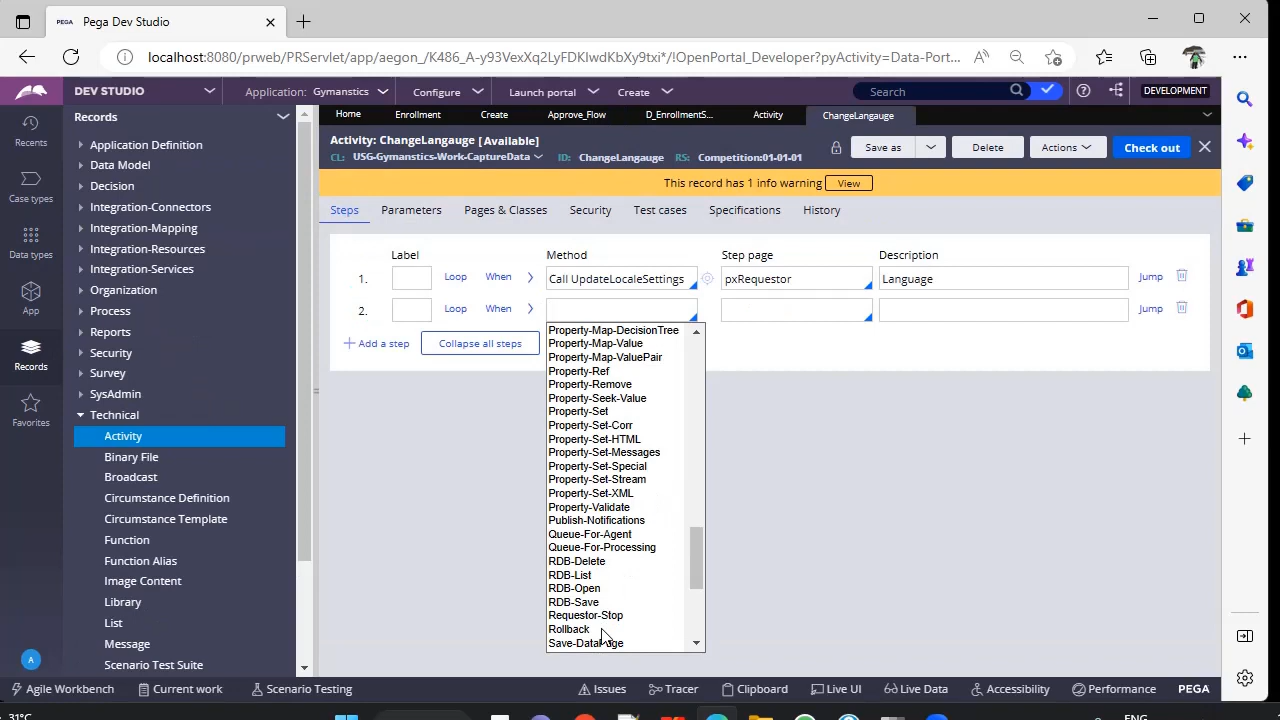 Pega Dev Studio
localhost:8080/prweb/PRServlet/app/aegon_/K486_A-y93VexXq2LyFDKlwdKbXy9txi*/!OpenPortal_Developer?pyActivity=Data-Port...
DEV STUDIO
Application: Gymanstics
Configure
Launch portal
Create
Search
DEVELOPMENT
Recents
Case types
Data types
App
Records
Favorites
A
Records
Application Definition
Data Model
Decision
Integration-Connectors
Integration-Mapping
Integration-Resources
Integration-Services
Organization
Process
Reports
Security
Survey
SysAdmin
Technical
Activity
Binary File
Broadcast
Circumstance Definition
Circumstance Template
Function
Function Alias
Image Content
Library
List
Message
Scenario Test Suite
Home Enrollment Create Approve_Flow D_EnrollmentS... Activity ChangeLangauge
Activity: ChangeLangauge [Available]
CL: USG-Gymanstics-Work-CaptureData ID: ChangeLangauge RS: Competition:01-01-01
Save as Delete Actions Check out
This record has 1 info warning View
Steps Parameters Pages & Classes Security Test cases Specifications History
Label Method Step page Description
1. Loop When Call UpdateLocaleSettings pxRequestor Language Jump
2. Loop When Jump
Add a step Collapse all steps
Property-Map-DecisionTree
Property-Map-Value
Property-Map-ValuePair
Property-Ref
Property-Remove
Property-Seek-Value
Property-Set
Property-Set-Corr
Property-Set-HTML
Property-Set-Messages
Property-Set-Special
Property-Set-Stream
Property-Set-XML
Property-Validate
Publish-Notifications
Queue-For-Agent
Queue-For-Processing
RDB-Delete
RDB-List
RDB-Open
RDB-Save
Requestor-Stop
Rollback
Agile Workbench Current work Scenario Testing Issues Tracer Clipboard Live UI Live Data Accessibility Performance PEGA
31°C
ENG